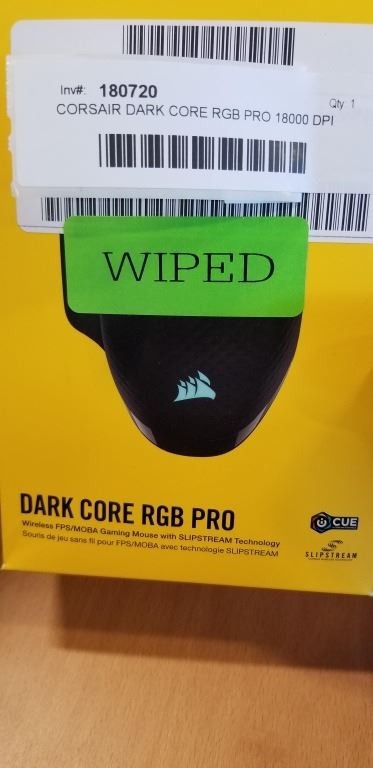 Inv#: 180720
Qty: 1
CORSAIR DARK CORE RGB PRO 18000 DPI
WIPED
DARK CORE RGB PRO
Wireless FPS/MOBA Gaming Mouse with SLIPSTREAM Technology
Souris de jeu sans fil pour FPS/MOBA avec technologie SLIPSTREAM
CUE
SLIPSTREAM